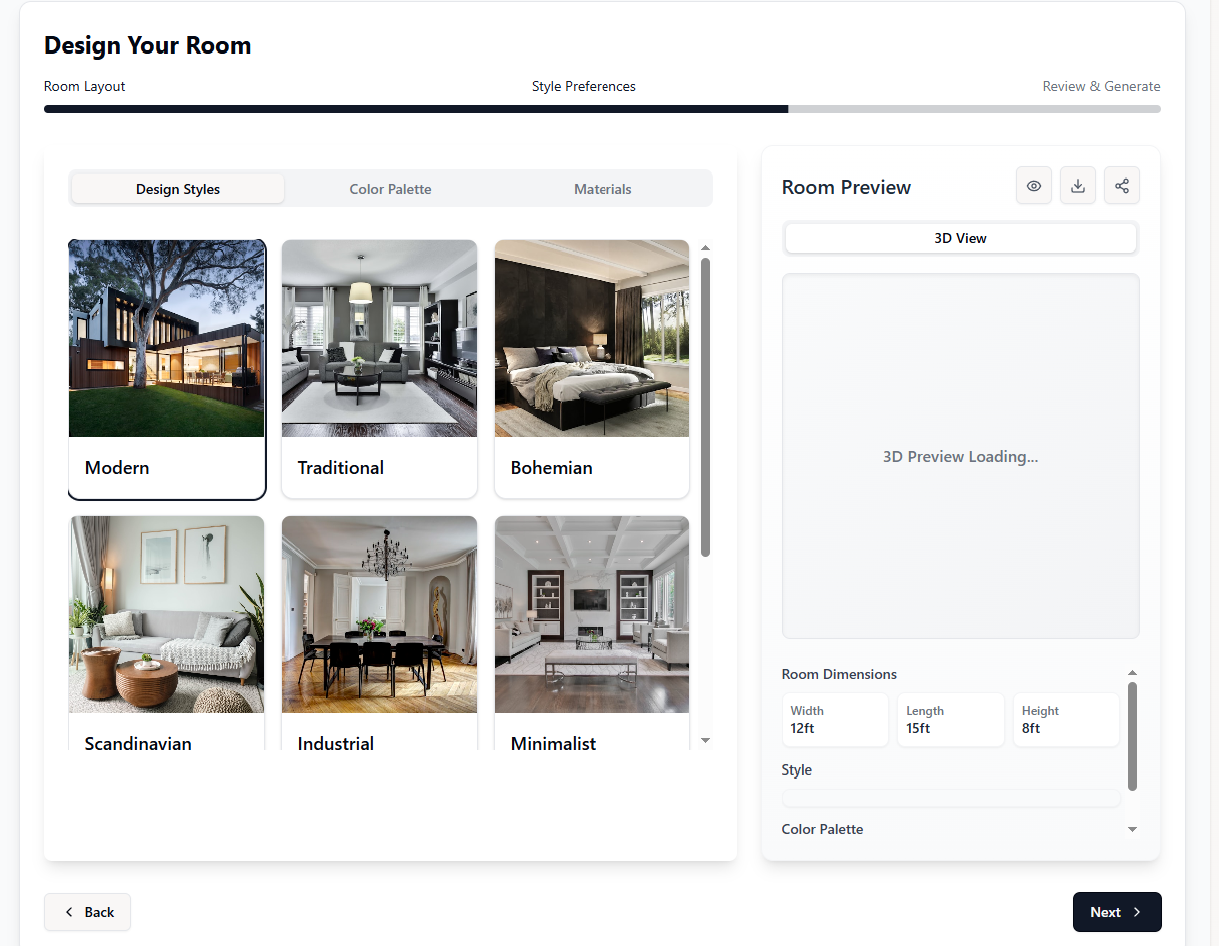 Design Your Room
Room Layout
Style Preferences
Review & Generate
Design Styles
Color Palette
Materials
Modern
Traditional
Bohemian
Scandinavian
Industrial
Minimalist
Room Preview
3D View
3D Preview Loading...
Room Dimensions
Width
12ft
Length
15ft
Height
8ft
Style
Color Palette
Back
Next